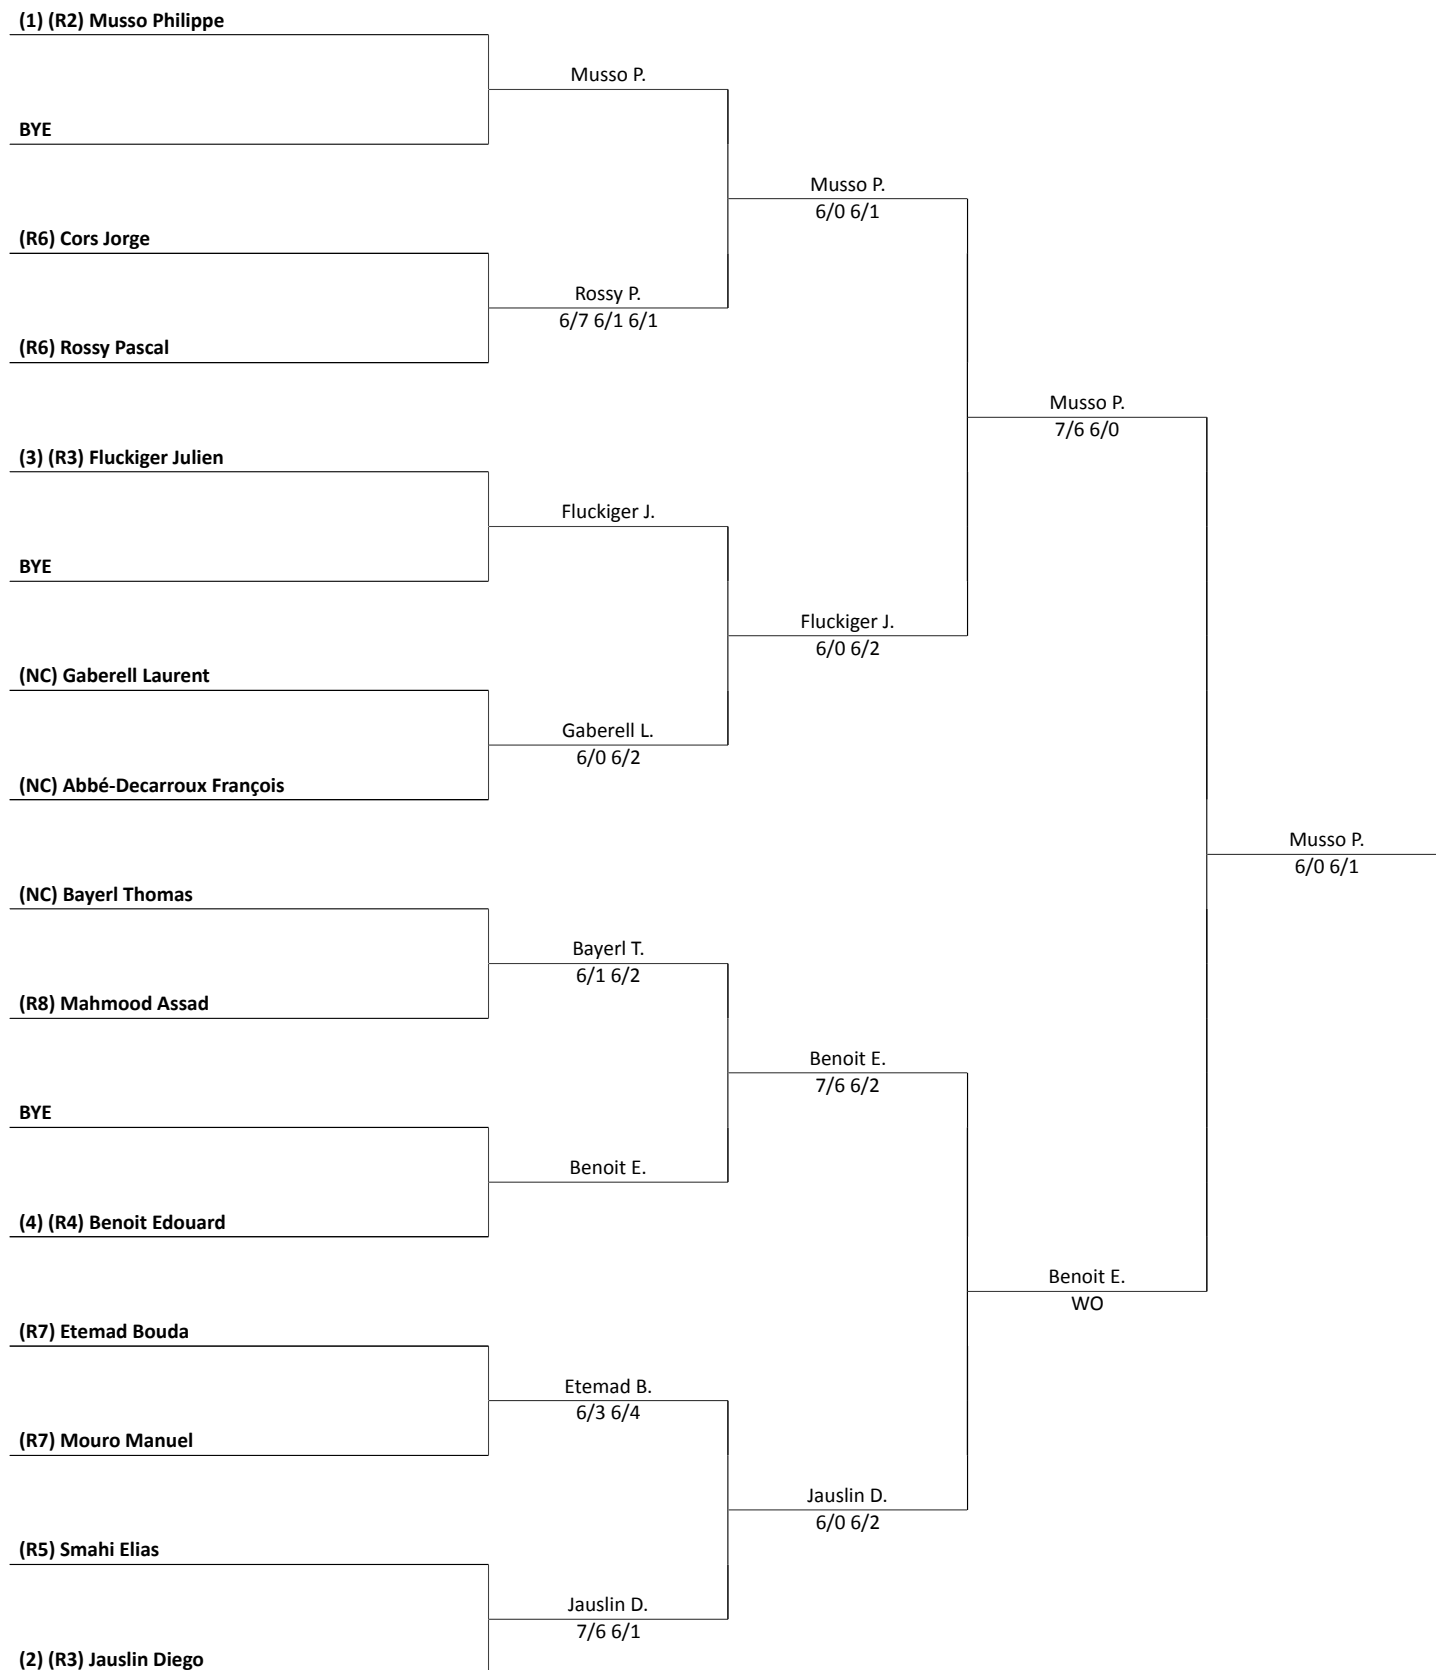 (1) (R2) Musso Philippe
Musso P.
BYE
Musso P.
6/0 6/1
(R6) Cors Jorge
Rossy P.
6/7 6/1 6/1
(R6) Rossy Pascal
Musso P.
7/6 6/0
(3) (R3) Fluckiger Julien
Fluckiger J.
BYE
Fluckiger J.
6/0 6/2
(NC) Gaberell Laurent
Gaberell L.
6/0 6/2
(NC) Abbé-Decarroux François
Musso P.
6/0 6/1
(NC) Bayerl Thomas
Bayerl T.
6/1 6/2
(R8) Mahmood Assad
Benoit E.
7/6 6/2
BYE
Benoit E.
(4) (R4) Benoit Edouard
Benoit E.
WO
(R7) Etemad Bouda
Etemad B.
6/3 6/4
(R7) Mouro Manuel
Jauslin D.
6/0 6/2
(R5) Smahi Elias
Jauslin D.
7/6 6/1
(2) (R3) Jauslin Diego